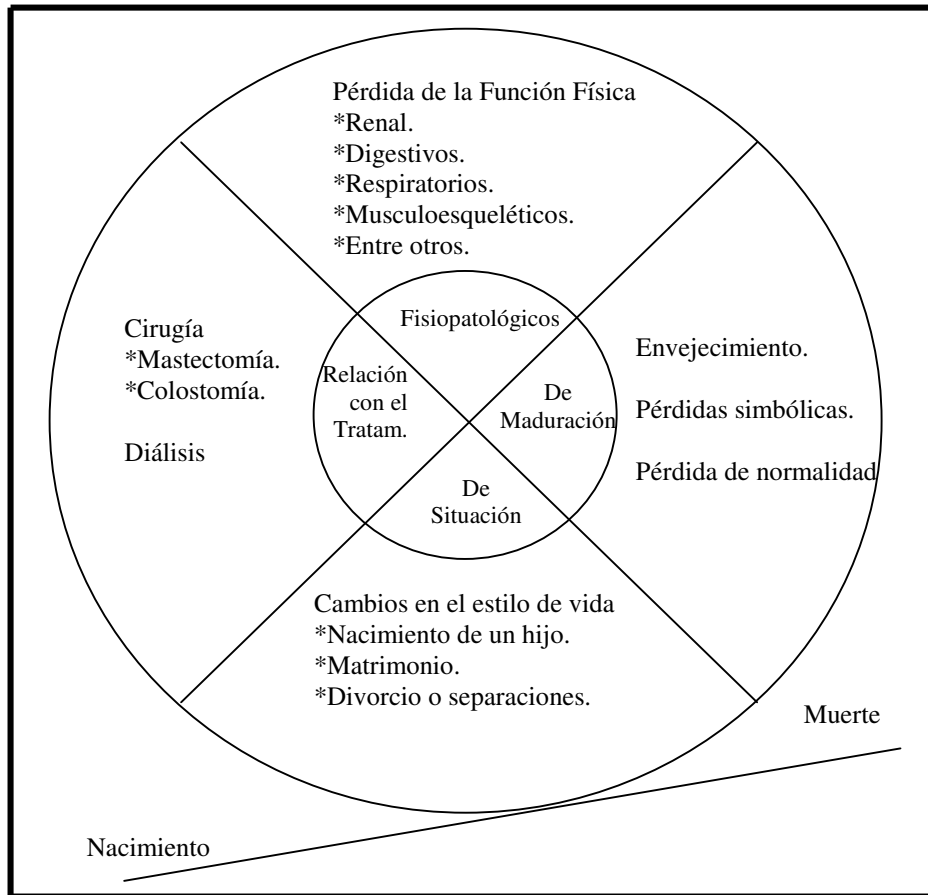 Pérdida de la Función Física
*Renal.
*Digestivos.
*Respiratorios.
*Musculoesqueléticos.
*Entre otros.
Fisiopatológicos
Cirugía
*Mastectomía.
*Colostomía.
Diálisis
Relación
con el
Tratam.
De
Maduración
Envejecimiento.
Pérdidas simbólicas.
Pérdida de normalidad
De
Situación
Cambios en el estilo de vida
*Nacimiento de un hijo.
*Matrimonio.
*Divorcio o separaciones.
Muerte
Nacimiento